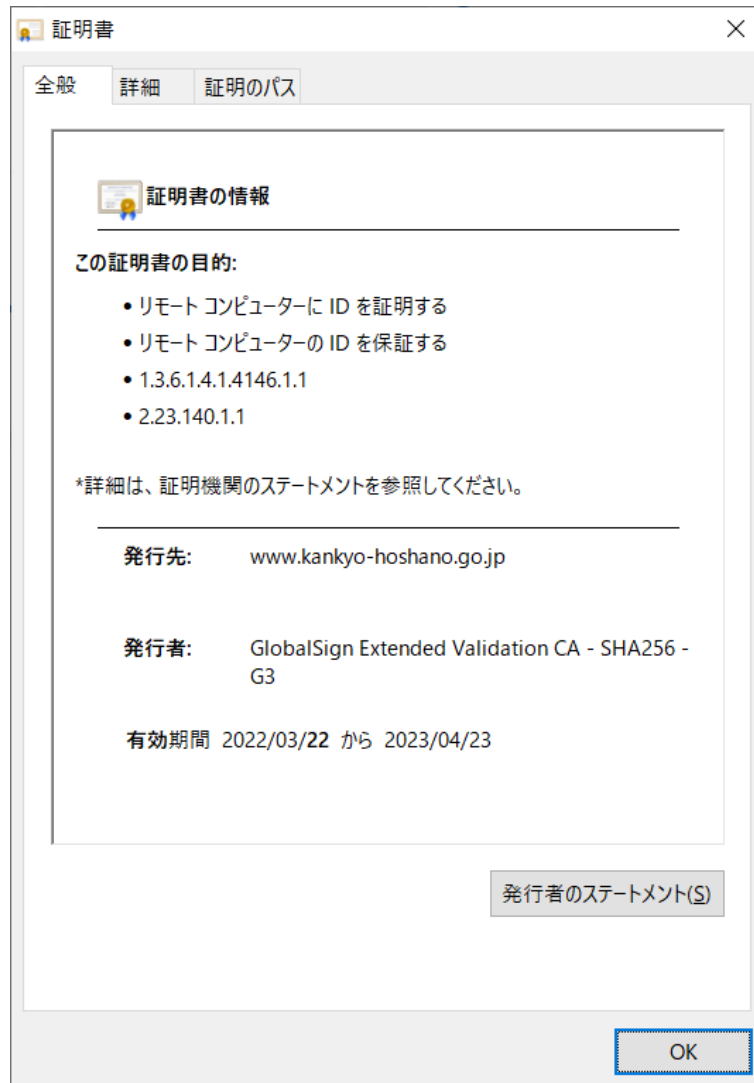 証明書
全般 詳細 証明のパス
証明書の情報
この証明書の目的:
• リモート コンピューターに ID を証明する
• リモート コンピューターの ID を保証する
• 1.3.6.1.4.1.4146.1.1
• 2.23.140.1.1
*詳細は、証明機関のステートメントを参照してください。
発行先: www.kankyo-hoshano.go.jp
発行者: GlobalSign Extended Validation CA - SHA256 -
G3
有効期間 2022/03/22 から 2023/04/23
発行者のステートメント(S)
OK